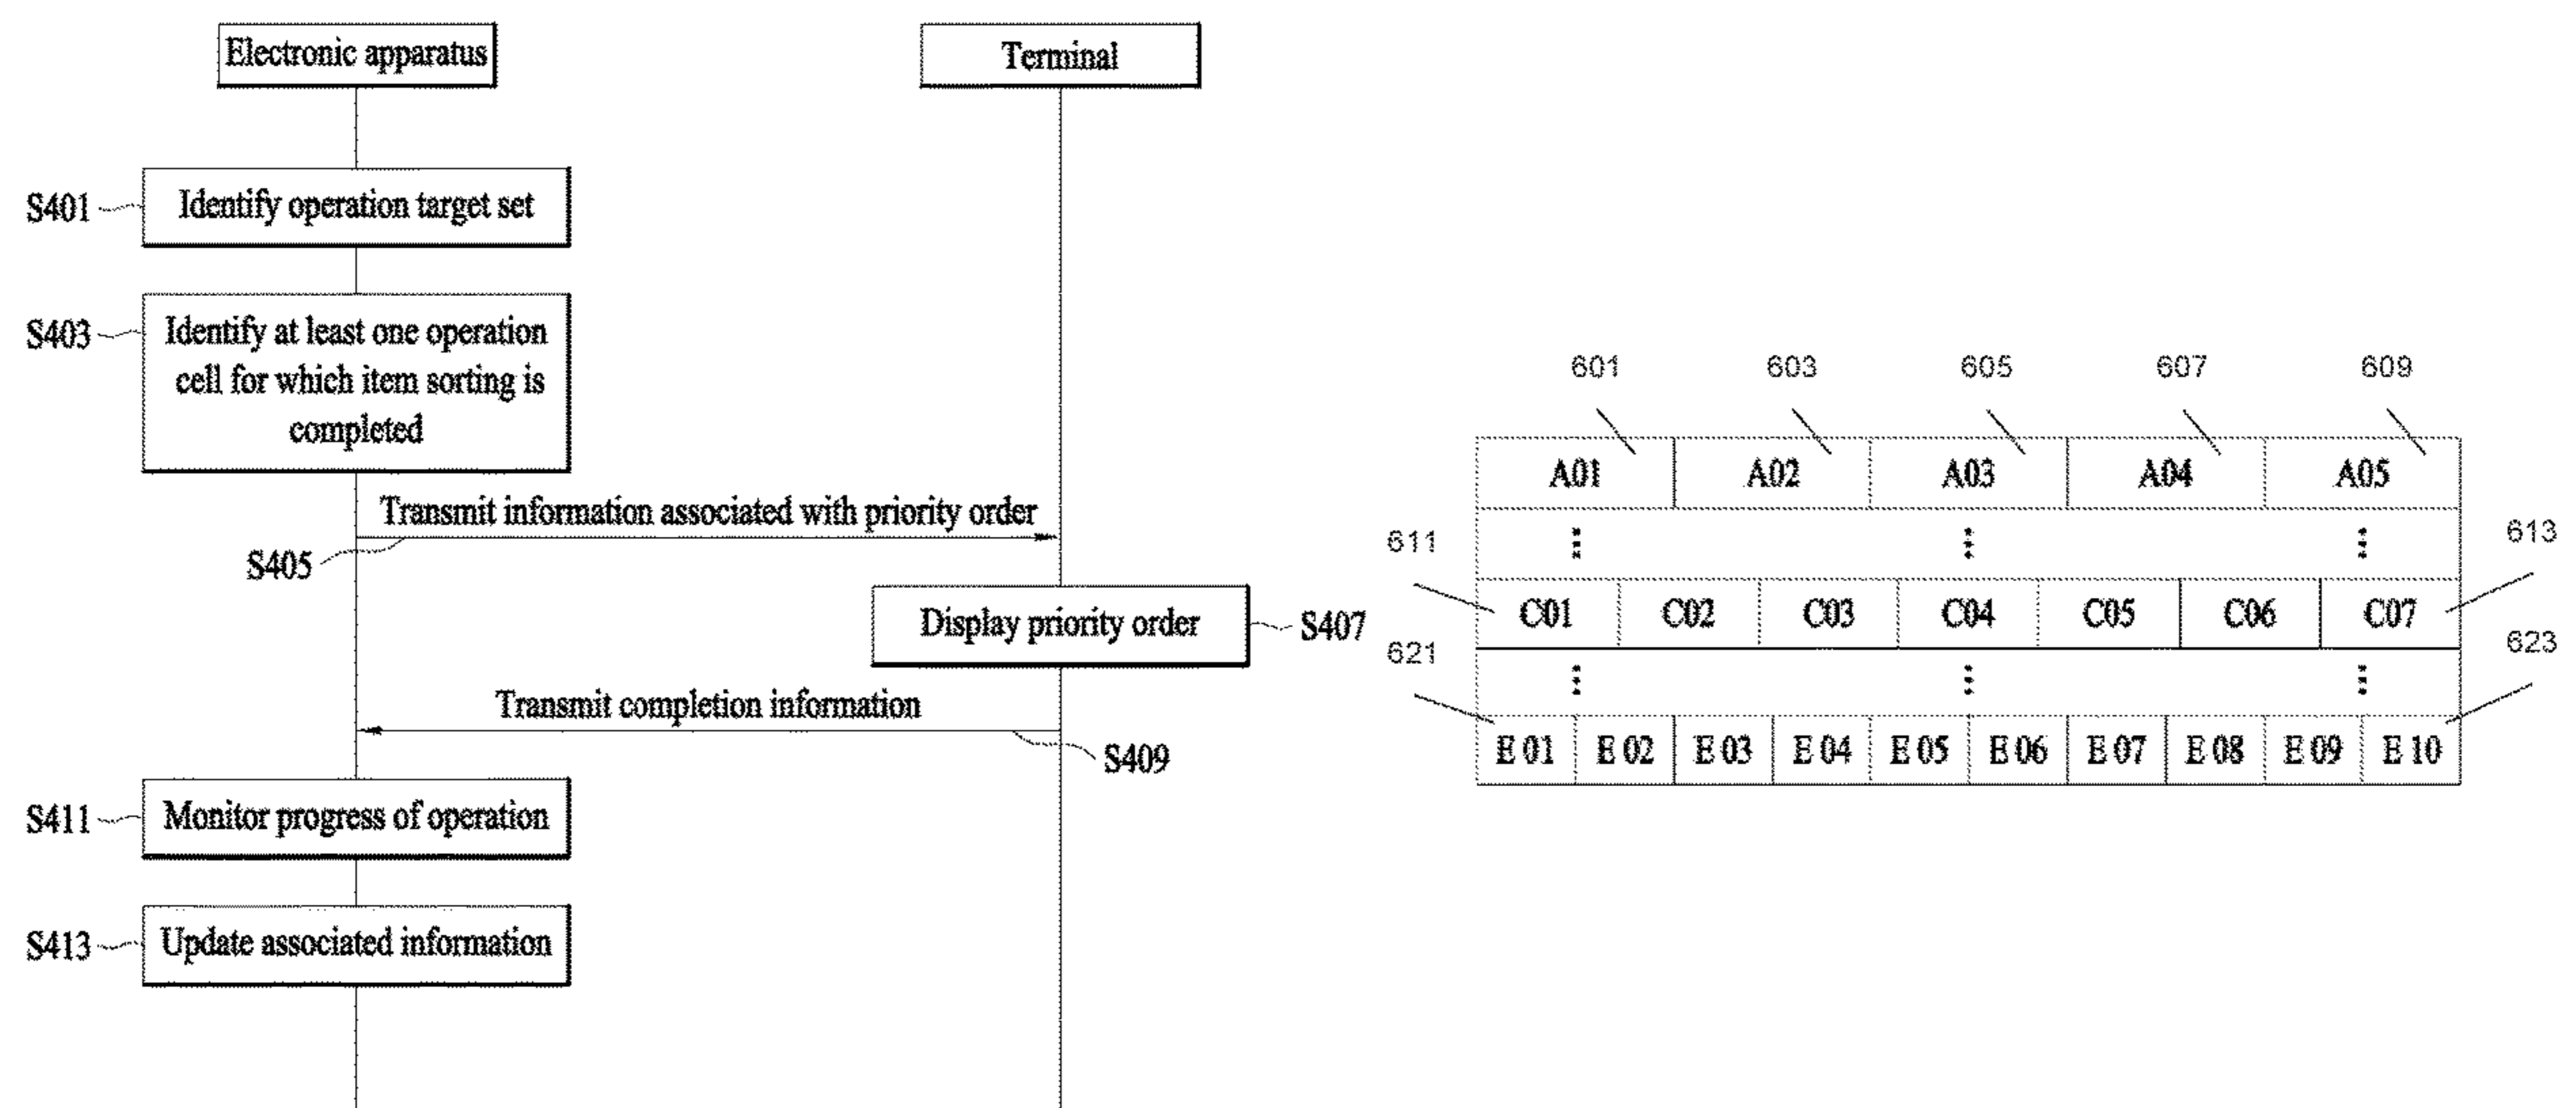 Electronic apparatus
Terminal
S401
Identify operation target set
S403
Identify at least one operation
cell for which item sorting is
completed
Transmit information associated with priority order
S405
Display priority order
S407
Transmit completion information
S409
S411
Monitor progress of operation
S413
Update associated information
601 603 605 607 609
A01 A02 A03 A04 A05
611 613
C01 C02 C03 C04 C05 C06 C07
621 623
E 01 E 02 E 03 E 04 E 05 E 06 E 07 E 08 E 09 E 10